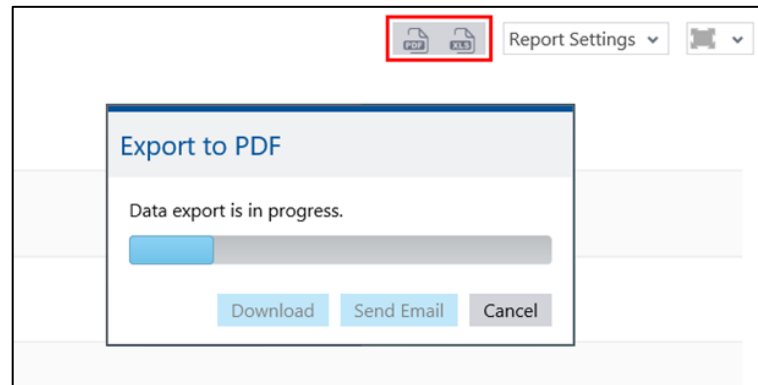 PDF XLS Report Settings
Export to PDF
Data export is in progress.
Download Send Email Cancel